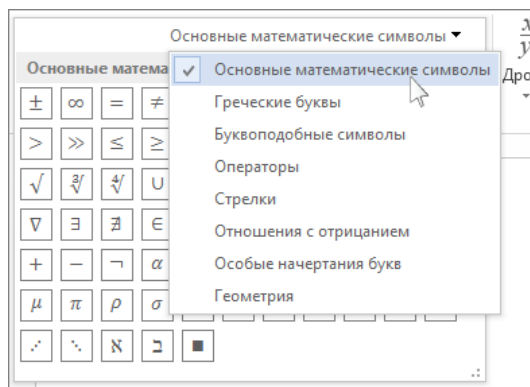 Основные математические символы
Основные матема
Основные математические символы
Греческие буквы
Буквоподобные символы
Операторы
Стрелки
Отношения с отрицанием
Особые начертания букв
Геометрия
x
y
Дро
± ∞ = ≠
> ≫ ≤ ≥
√ ∛ ∜ ∪
∇ ∃ ∄ ∈
+ − ¬ α
μ π ρ σ
⋰ ⋱ ℵ ℶ ■